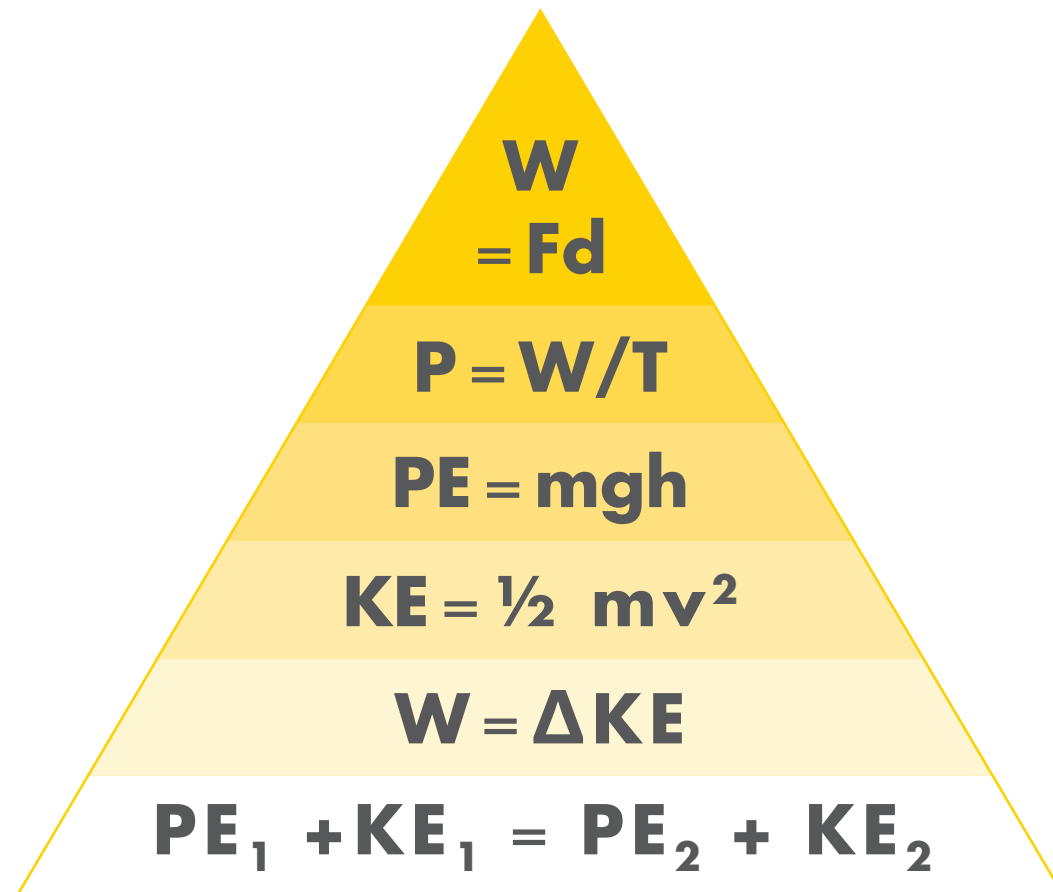 W
= Fd
P = W/T
PE = mgh
KE = ½ mv²
W = ΔKE
PE₁ + KE₁ = PE₂ + KE₂